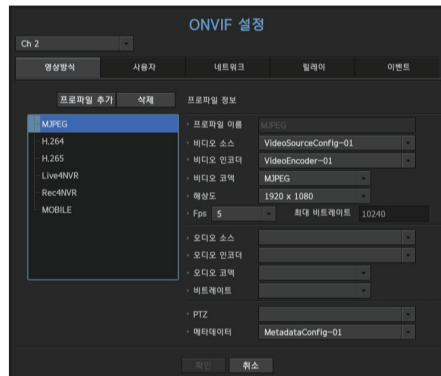 ONVIF 설정
Ch 2
영상방식 사용자 네트워크 릴레이 이벤트
프로파일 추가 삭제 프로파일 정보
MJPEG
H.264
H.265
Live4NVR
Rec4NVR
MOBILE
프로파일 이름 MJPEG
비디오 소스 VideoSourceConfig-01
비디오 인코더 VideoEncoder-01
비디오 코덱 MJPEG
해상도 1920 x 1080
Fps 5 최대 비트레이트 10240
오디오 소스
오디오 인코더
오디오 코덱
비트레이트
PTZ
메타데이터 MetadataConfig-01
확인 취소